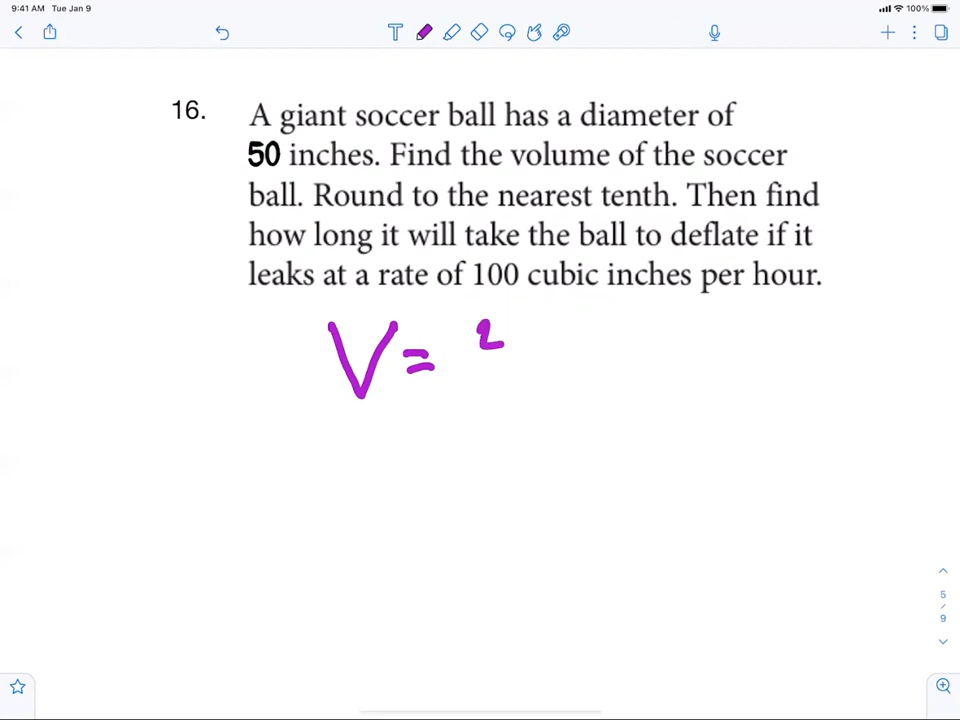 9:41 AM Tue Jan 9
100%
T
16. A giant soccer ball has a diameter of
50 inches. Find the volume of the soccer
ball. Round to the nearest tenth. Then find
how long it will take the ball to deflate if it
leaks at a rate of 100 cubic inches per hour.
V= 2
5
/
9